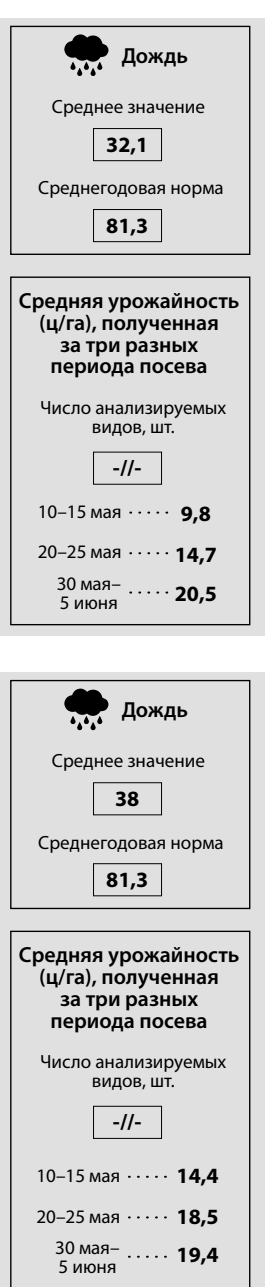 Дождь
Среднее значение
32,1
Среднегодовая норма
81,3
Средняя урожайность
(ц/га), полученная
за три разных
периода посева
Число анализируемых
видов, шт.
-//-
10–15 мая ····· 9,8
20–25 мая ····· 14,7
30 мая–
5 июня ····· 20,5
Дождь
Среднее значение
38
Среднегодовая норма
81,3
Средняя урожайность
(ц/га), полученная
за три разных
периода посева
Число анализируемых
видов, шт.
-//-
10–15 мая ····· 14,4
20–25 мая ····· 18,5
30 мая–
5 июня ····· 19,4